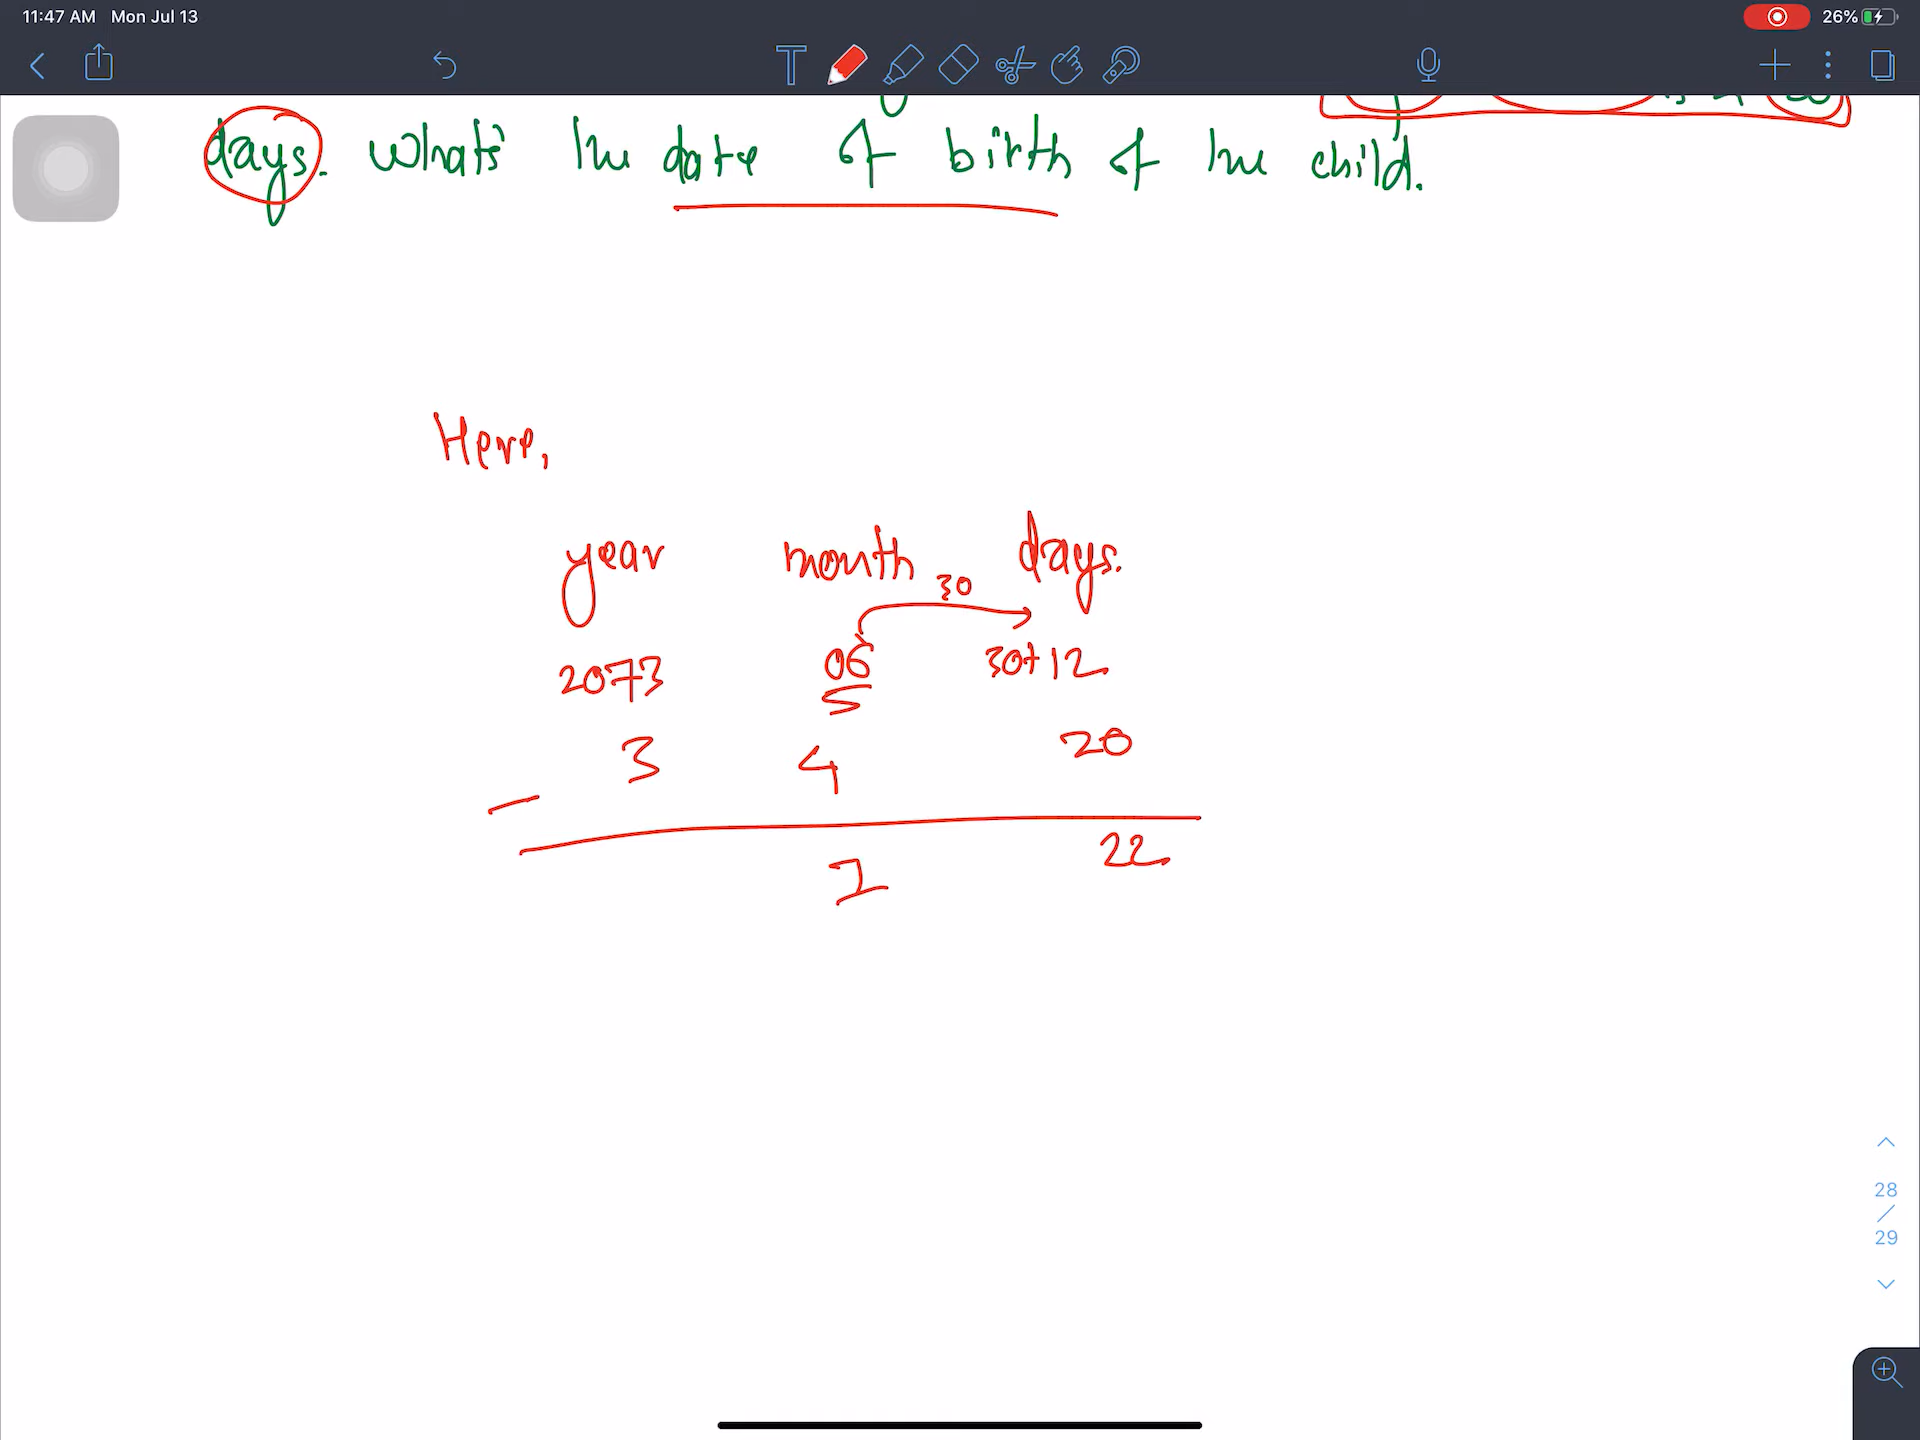 11:47 AM Mon Jul 13
26%
T
days. whats the date of birth of the child.
Here,
year month days.
30
2073 06 30+12
5
3 4 20
—
1 22
28
/
29